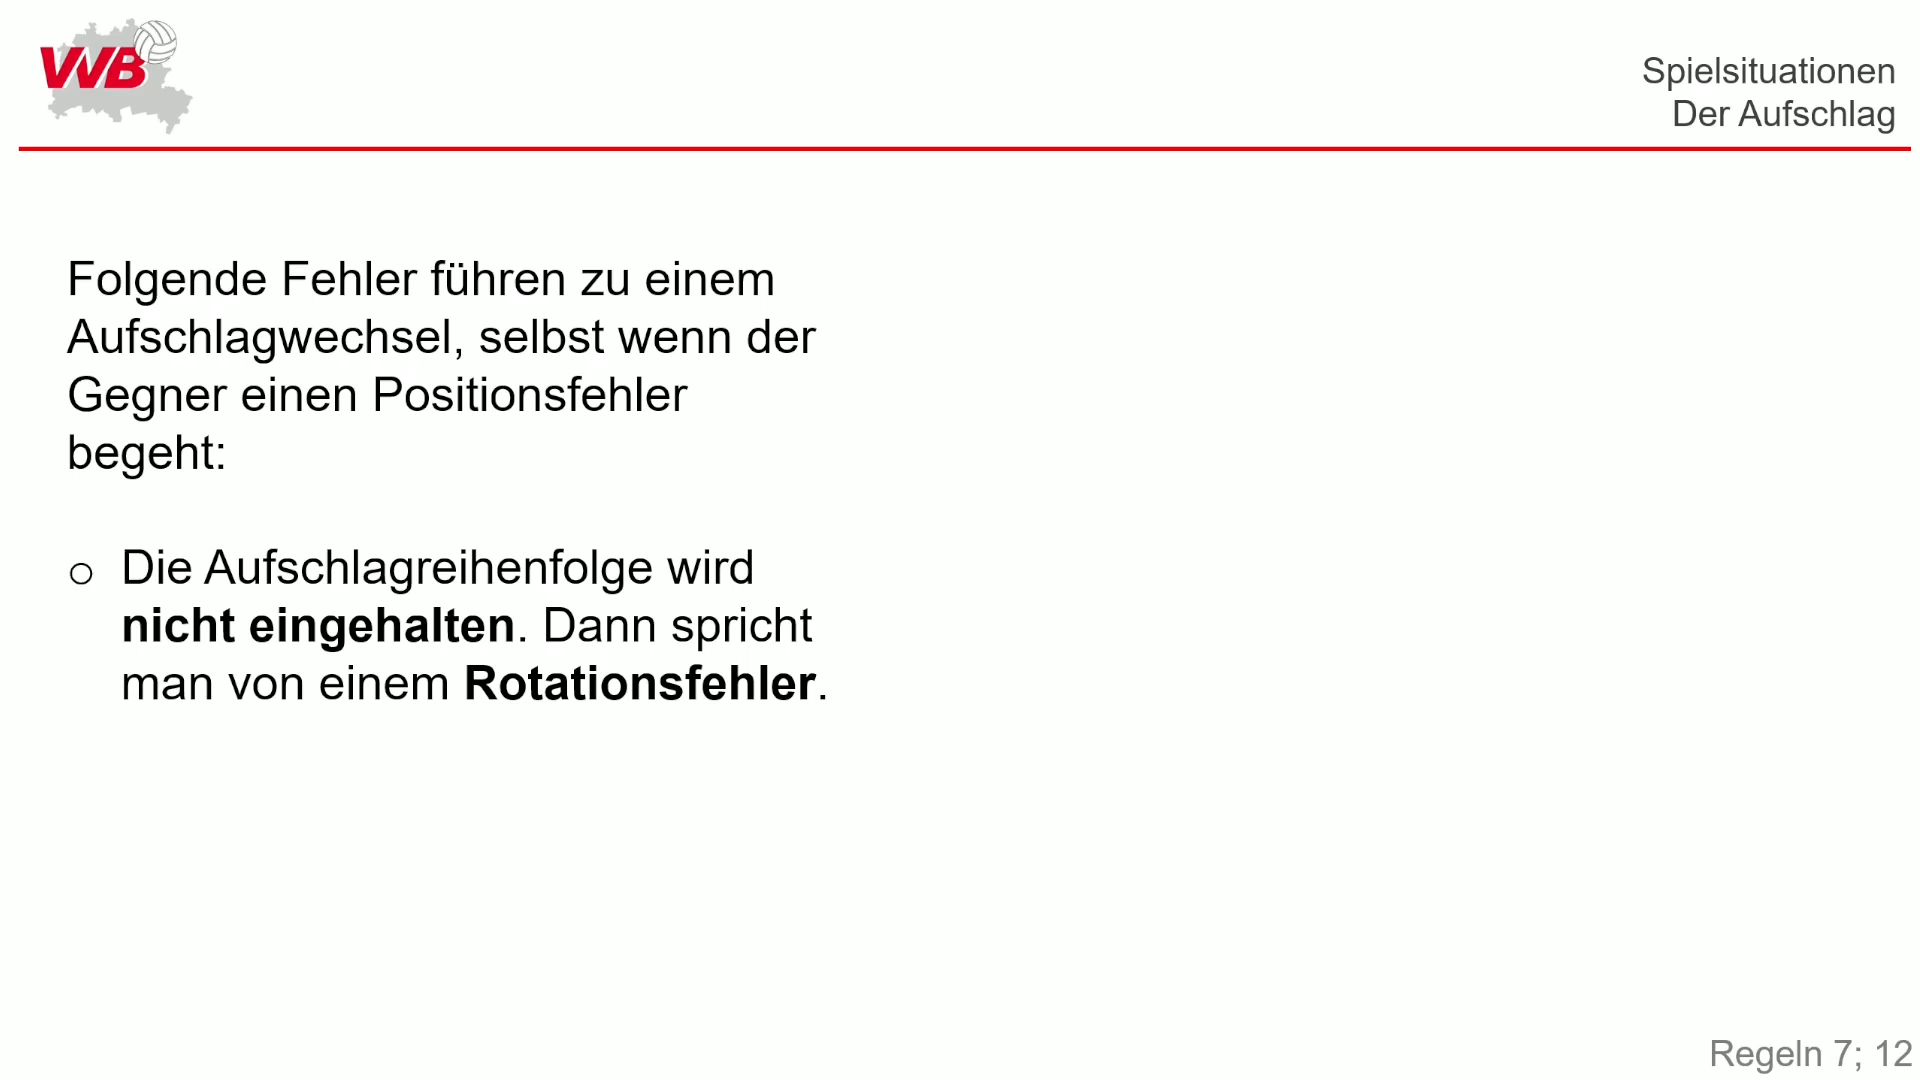 VVB
Spielsituationen
Der Aufschlag
Folgende Fehler führen zu einem
Aufschlagwechsel, selbst wenn der
Gegner einen Positionsfehler
begeht:
o Die Aufschlagreihenfolge wird
nicht eingehalten. Dann spricht
man von einem Rotationsfehler.
Regeln 7; 12